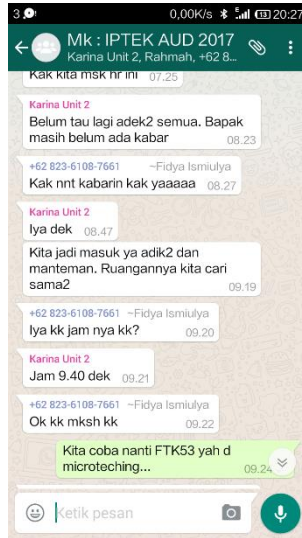 3 0,00K/s E 13 20:27
Mk : IPTEK AUD 2017
Karina Unit 2, Rahmah, +62 8...
Kak kita msk hr ini 07.25
Karina Unit 2
Belum tau lagi adek2 semua. Bapak
masih belum ada kabar 08.23
+62 823-6108-7661 ~Fidya Ismiulya
Kak nnt kabarin kak yaaaaa 08.27
Karina Unit 2
Iya dek 08.47
Kita jadi masuk ya adik2 dan
manteman. Ruangannya kita cari
sama2 09.19
+62 823-6108-7661 ~Fidya Ismiulya
Iya kk jam nya kk? 09.20
Karina Unit 2
Jam 9.40 dek 09.21
+62 823-6108-7661 ~Fidya Ismiulya
Ok kk mksh kk 09.22
Kita coba nanti FTK53 yah d
microteching... 09.24
Ketik pesan